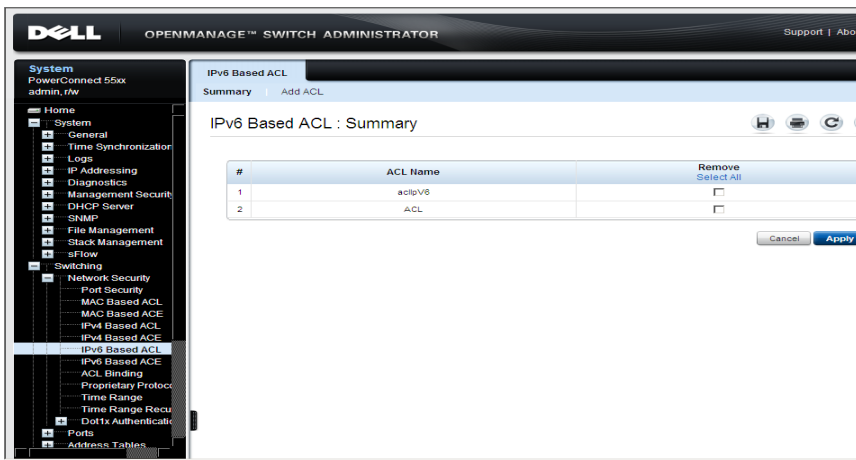 DELL
OPENMANAGE™ SWITCH ADMINISTRATOR
Support | Abo
System
PowerConnect 55xx
admin, r/w
Home
System
General
Time Synchronization
Logs
IP Addressing
Diagnostics
Management Securit
DHCP Server
SNMP
File Management
Stack Management
sFlow
Switching
Network Security
Port Security
MAC Based ACL
MAC Based ACE
IPv4 Based ACL
IPv4 Based ACE
IPv6 Based ACL
IPv6 Based ACE
ACL Binding
Proprietary Protoco
Time Range
Time Range Recu
Dot1x Authenticatio
Ports
Address Tables
IPv6 Based ACL
Summary Add ACL
IPv6 Based ACL : Summary
# ACL Name Remove
Select All
1 aclIpV6
2 ACL
Cancel Apply